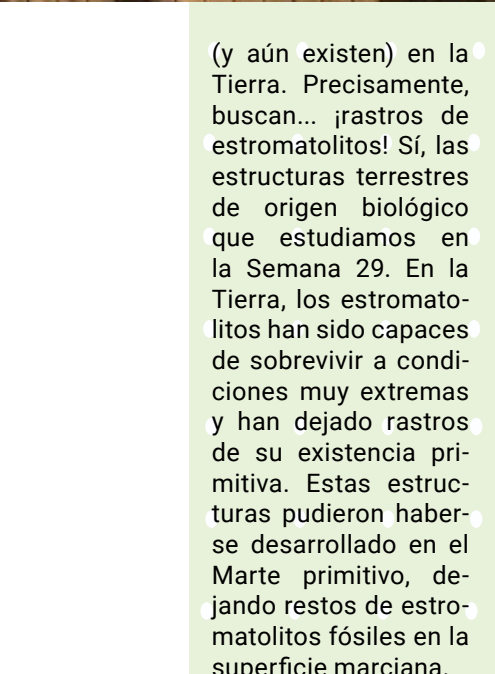 (y aún existen) en la
Tierra. Precisamente,
buscan... ¡rastros de
estromatolitos! Sí, las
estructuras terrestres
de origen biológico
que estudiamos en
la Semana 29. En la
Tierra, los estromato-
litos han sido capaces
de sobrevivir a condi-
ciones muy extremas
y han dejado rastros
de su existencia pri-
mitiva. Estas estruc-
turas pudieron haber-
se desarrollado en el
Marte primitivo, de-
jando restos de estro-
matolitos fósiles en la
superficie marciana.